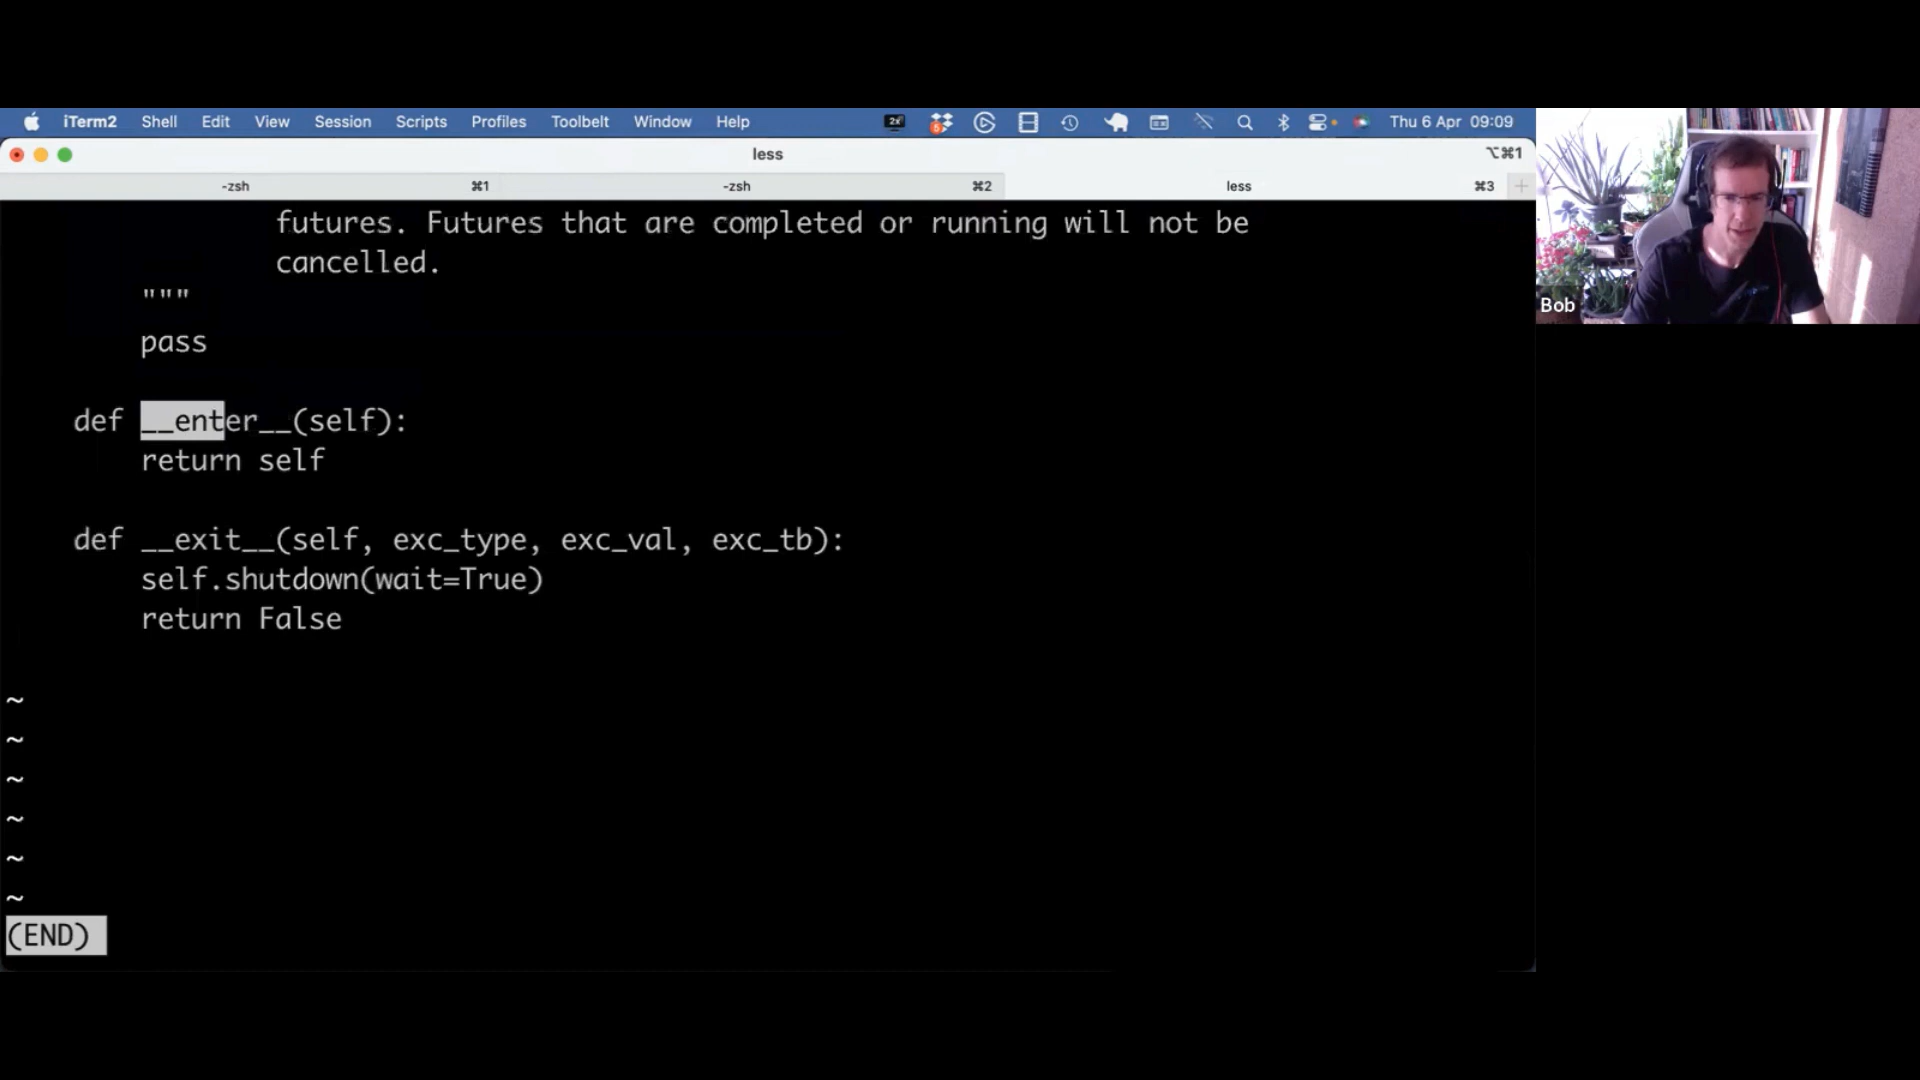 iTerm2 Shell Edit View Session Scripts Profiles Toolbelt Window Help 2x 5 Thu 6 Apr 09:09
less ⌥⌘1
-zsh ⌘1 -zsh ⌘2 less ⌘3 +
futures. Futures that are completed or running will not be
cancelled.
"""
pass
def __enter__(self):
return self
def __exit__(self, exc_type, exc_val, exc_tb):
self.shutdown(wait=True)
return False
~
~
~
~
~
~
(END)
Bob